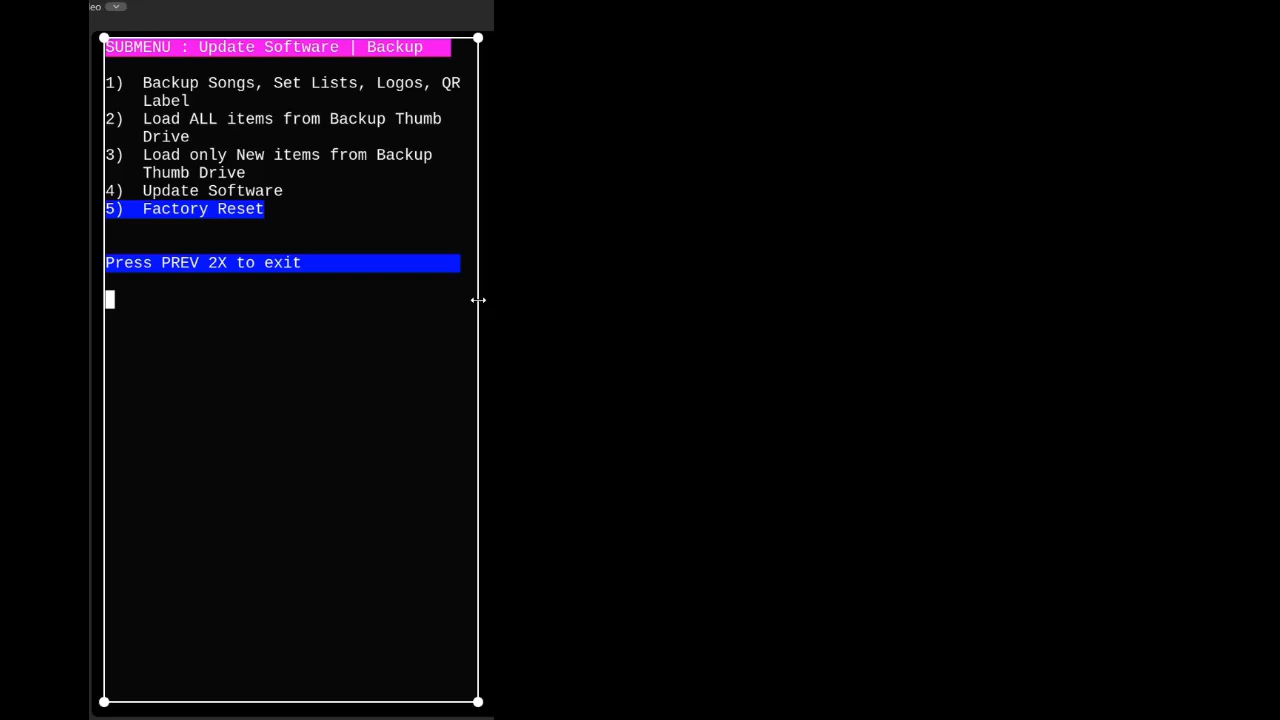 eo
SUBMENU : Update Software | Backup
1) Backup Songs, Set Lists, Logos, QR
Label
2) Load ALL items from Backup Thumb
Drive
3) Load only New items from Backup
Thumb Drive
4) Update Software
5) Factory Reset
Press PREV 2X to exit